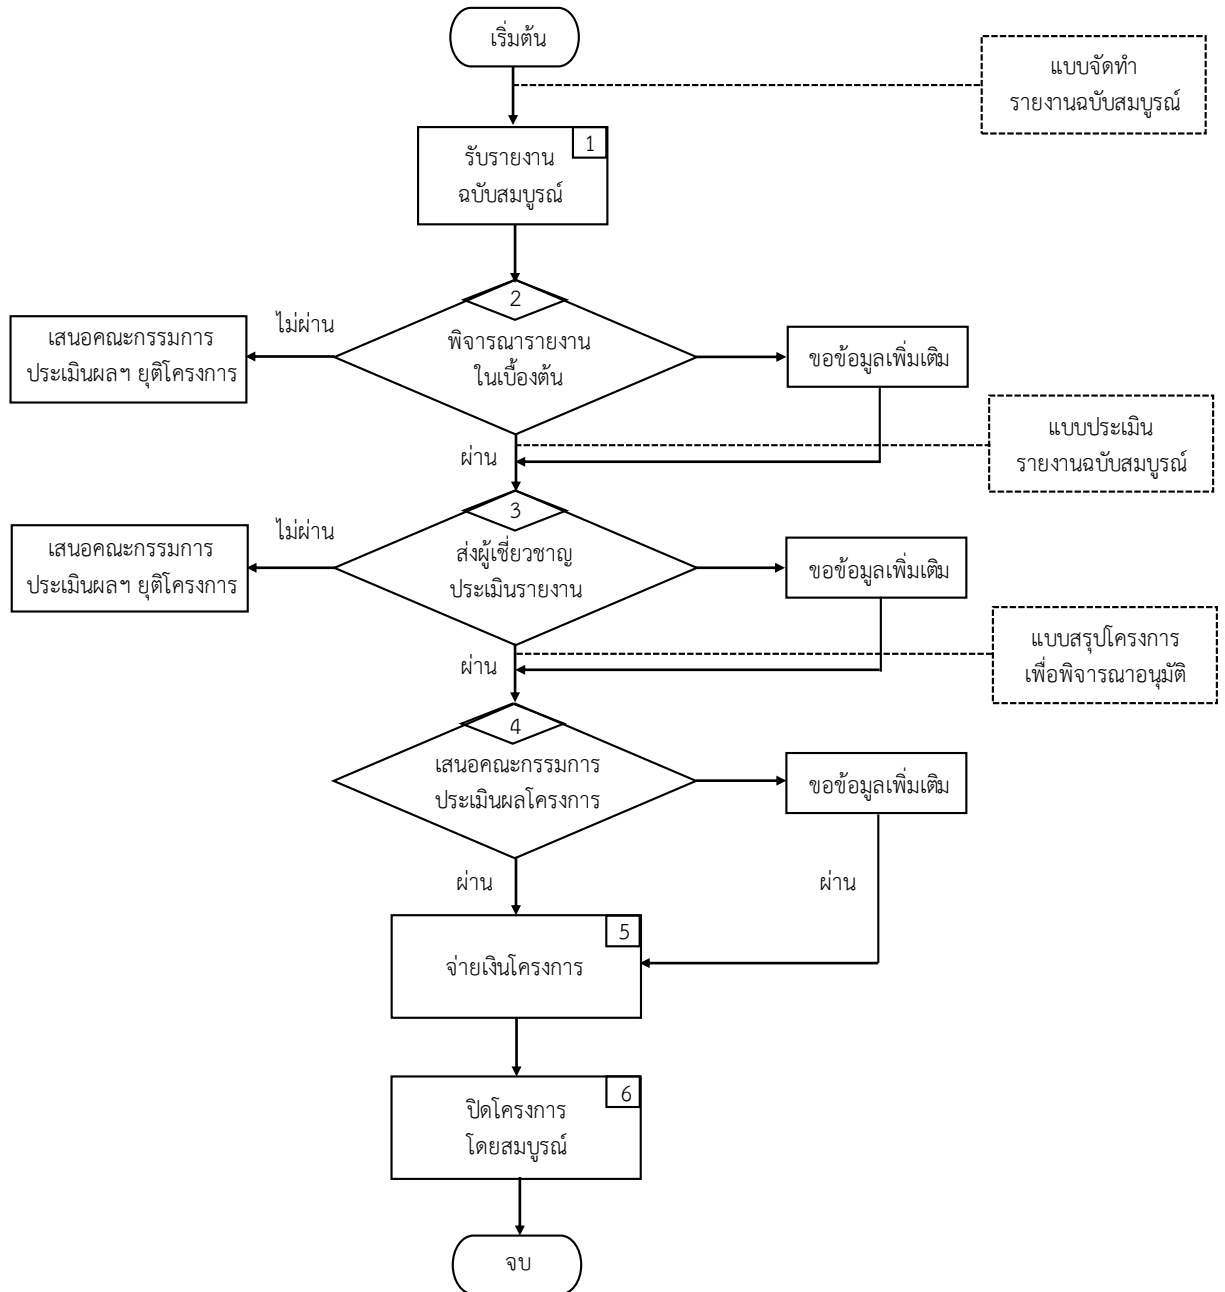 เริ่มต้น
แบบจัดทำ
รายงานฉบับสมบูรณ์
1
รับรายงาน
ฉบับสมบูรณ์
2
พิจารณารายงาน
ในเบื้องต้น
ไม่ผ่าน
เสนอคณะกรรมการ
ประเมินผลฯ ยุติโครงการ
ขอข้อมูลเพิ่มเติม
แบบประเมิน
รายงานฉบับสมบูรณ์
ผ่าน
3
ส่งผู้เชี่ยวชาญ
ประเมินรายงาน
ไม่ผ่าน
เสนอคณะกรรมการ
ประเมินผลฯ ยุติโครงการ
ขอข้อมูลเพิ่มเติม
แบบสรุปโครงการ
เพื่อพิจารณาอนุมัติ
ผ่าน
4
เสนอคณะกรรมการ
ประเมินผลโครงการ
ขอข้อมูลเพิ่มเติม
ผ่าน
ผ่าน
5
จ่ายเงินโครงการ
6
ปิดโครงการ
โดยสมบูรณ์
จบ